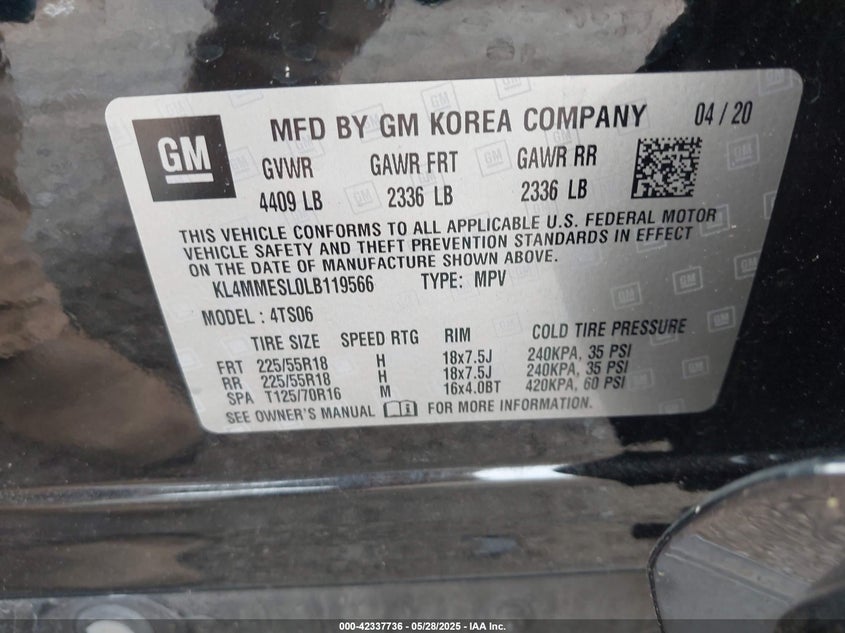 GM
MFD BY GM KOREA COMPANY 04 / 20
GVWR GAWR FRT GAWR RR
4409 LB 2336 LB 2336 LB
THIS VEHICLE CONFORMS TO ALL APPLICABLE U.S. FEDERAL MOTOR
VEHICLE SAFETY AND THEFT PREVENTION STANDARDS IN EFFECT
ON THE DATE OF MANUFACTURE SHOWN ABOVE.
KL4MMESL0LB119566 TYPE: MPV
MODEL : 4TS06
TIRE SIZE SPEED RTG RIM COLD TIRE PRESSURE
FRT 225/55R18 H 18x7.5J 240KPA, 35 PSI
RR 225/55R18 H 18x7.5J 240KPA, 35 PSI
SPA T125/70R16 M 16x4.0BT 420KPA, 60 PSI
SEE OWNER'S MANUAL FOR MORE INFORMATION.
000-42337736 - 05/28/2025 - IAA Inc.